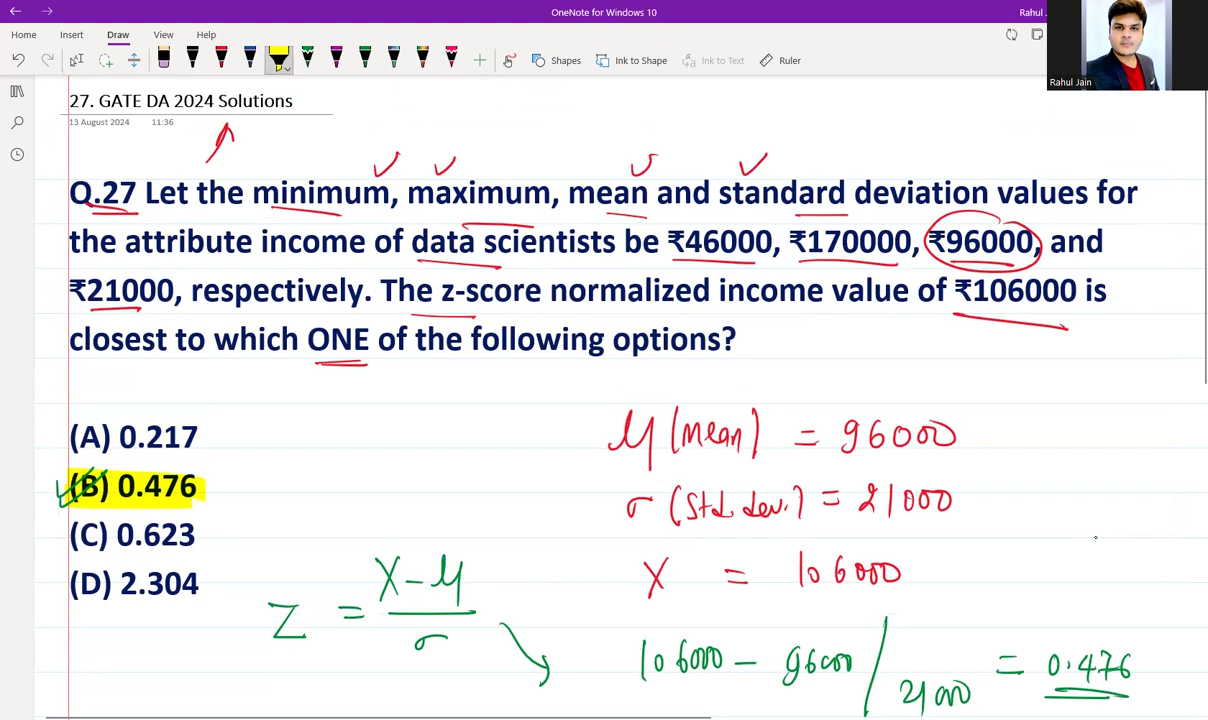 OneNote for Windows 10
Rahul J
Home Insert Draw View Help
Shapes Ink to Shape Ink to Text Ruler
Rahul Jain
27. GATE DA 2024 Solutions
13 August 2024 11:36
Q.27 Let the minimum, maximum, mean and standard deviation values for
the attribute income of data scientists be ₹46000, ₹170000, ₹96000, and
₹21000, respectively. The z-score normalized income value of ₹106000 is
closest to which ONE of the following options?
(A) 0.217
(B) 0.476
(C) 0.623
(D) 2.304
μ (mean) = 96000
σ (Std. dev.) = 21000
X = 106000
Z = X - μ / σ
106000 - 96000 / 21000 = 0.476